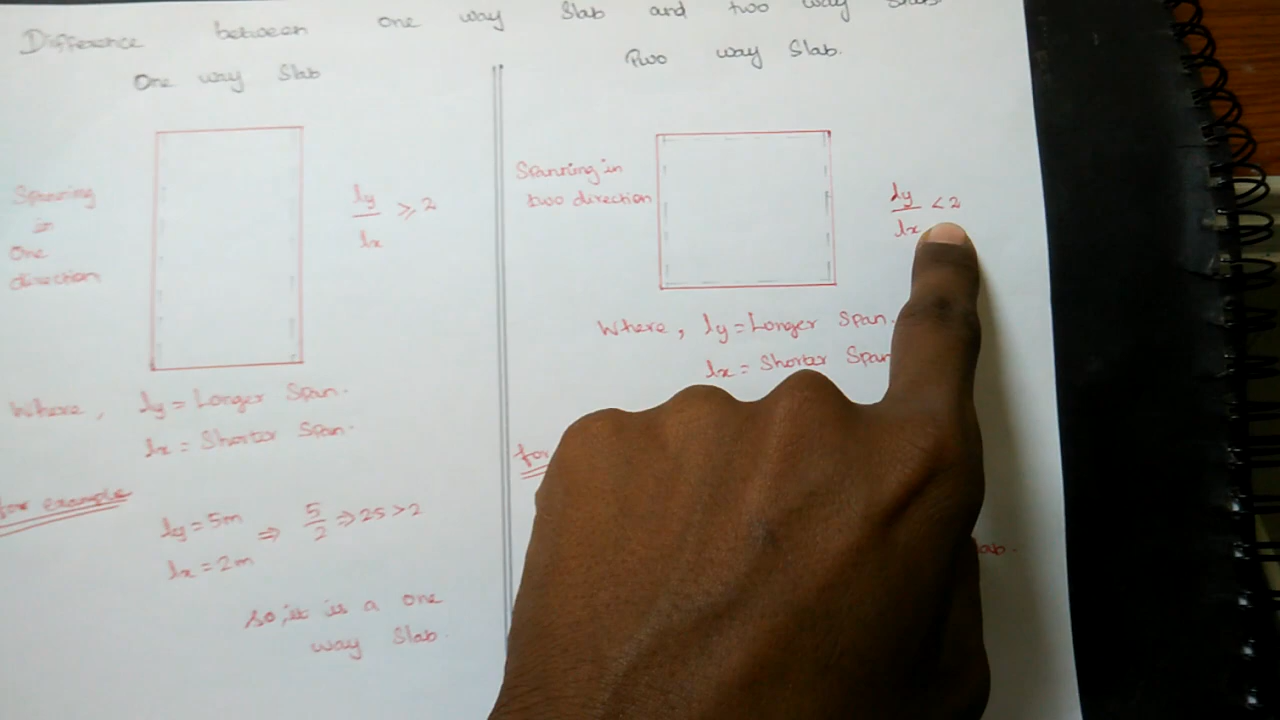 Difference between one way Slab and two way Slab
One way Slab
Spanning
in
One
direction
ly
lx
≥ 2
Where, ly = Longer Span.
lx = Shorter Span.
for example
ly = 5m ⇒ 5/2 ⇒ 25 > 2
lx = 2m
so, it is a one
way Slab.
Two way Slab.
Spanning in
two direction
ly
lx
< 2
Where, ly = Longer Span.
lx = Shorter Span
for